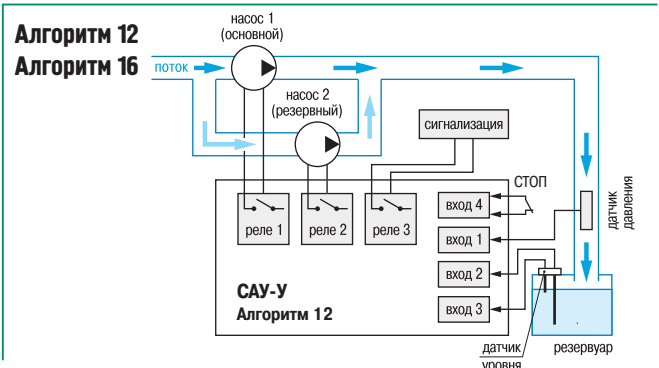 Алгоритм 12
Алгоритм 16
насос 1
(основной)
поток
насос 2
(резервный)
сигнализация
СТОП
вход 4
датчик
давления
реле 1
реле 2
реле 3
вход 1
вход 2
САУ-У
Алгоритм 12
вход 3
датчик
уровня
резервуар